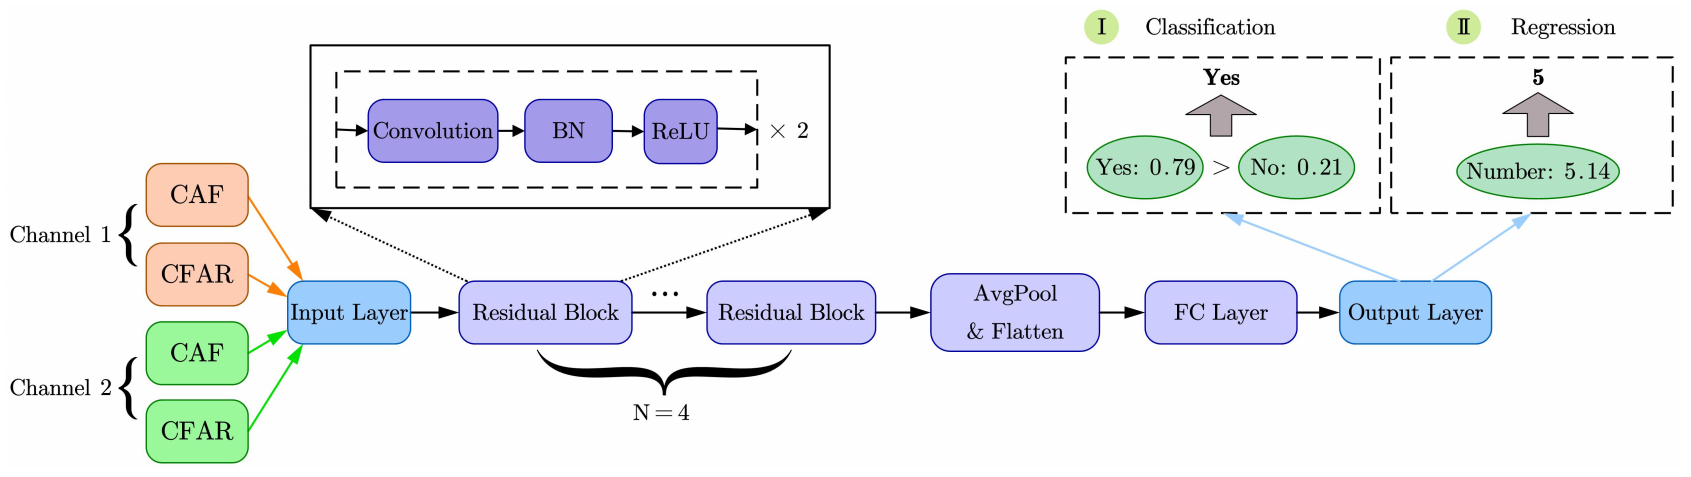 I Classification
II Regression
Yes
5
Convolution
BN
ReLU
× 2
Yes: 0.79 > No: 0.21
Number: 5.14
CAF
Channel 1
CFAR
Input Layer
Residual Block
...
Residual Block
AvgPool
& Flatten
FC Layer
Output Layer
CAF
Channel 2
CFAR
N = 4